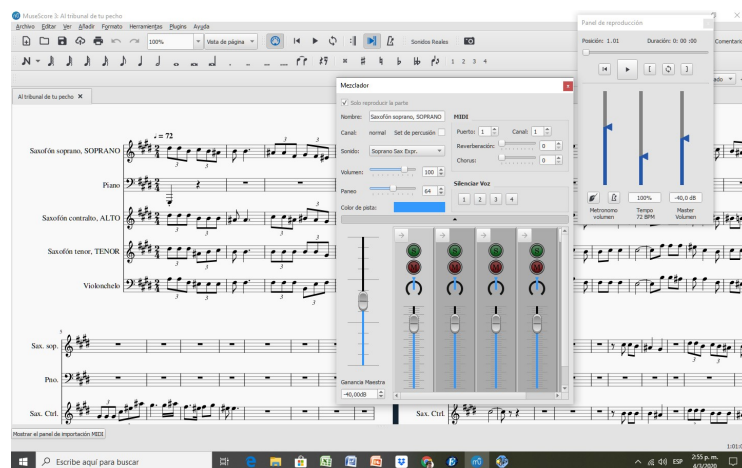 MuseScore 3: Al tribunal de tu pecho
Archivo Editar Ver Añadir Formato Herramientas Plugins Ayuda
100%
Vista de página
Sonidos Reales
Comentario
1 2 3 4
Al tribunal de tu pecho
Panel de reproducción
Posición: 1.01 Duración: 0: 00 :00
100%
-40,0 dB
Metronomo volumen
Tempo 72 BPM
Master Volumen
Mezclador
Solo reproducir la parte
Nombre: Saxofón soprano, SOPRANO
Canal: normal Set de percusión
Sonido: Soprano Sax Expr.
Volumen: 100
Paneo 64
Color de pista:
MIDI
Puerto: 1 Canal: 1
Reverberación: 0
Chorus: 0
Silenciar Voz
1 2 3 4
S M S M S M S M
Ganancia Maestra
-40,00dB
= 72
Saxofón soprano, SOPRANO
Piano
Saxofón contralto, ALTO
Saxofón tenor, TENOR
Violonchelo
5
Sax. sop.
Pno.
Sax. Ctrl.
Sax. Ctrl.
Mostrar el panel de importación MIDI
Escribe aquí para buscar
ESP
2:55 p. m.
4/3/2020